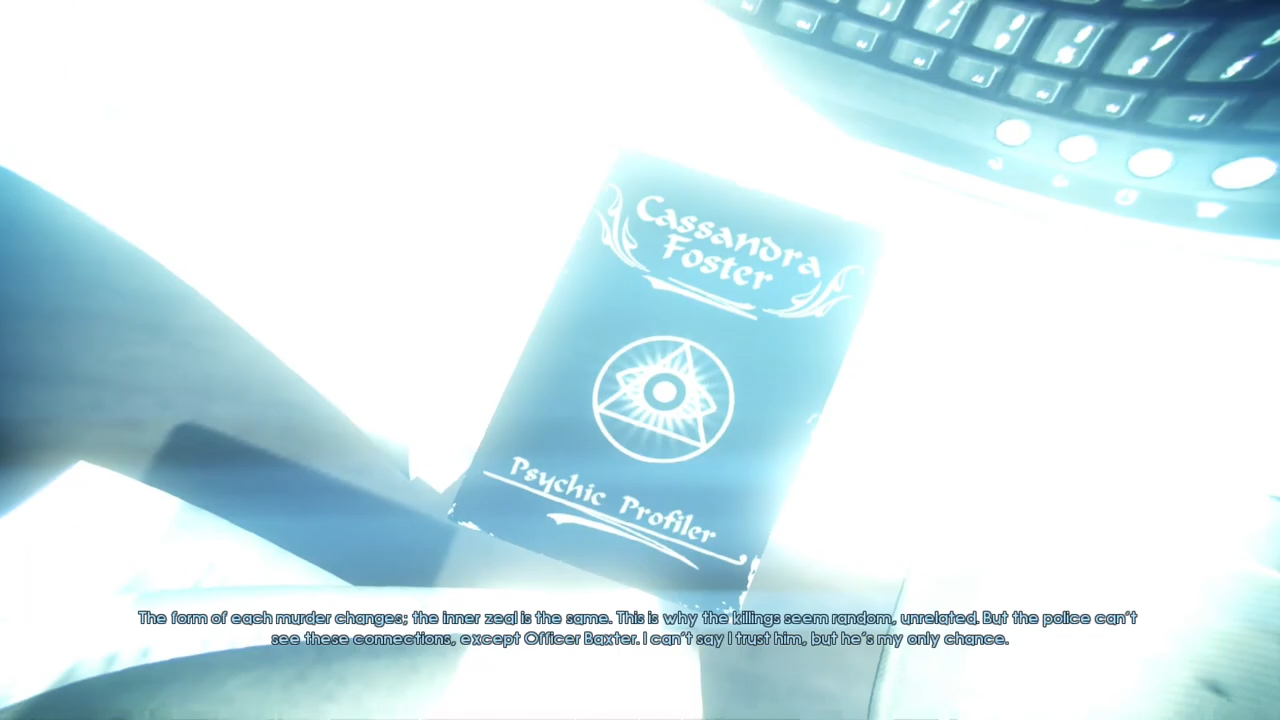 Cassandra
Foster
Psychic Profiler
The form of each murder changes; the inner zeal is the same. This is why the killings seem random, unrelated. But the police can't
see these connections, except Officer Baxter. I can't say I trust him, but he's my only chance.